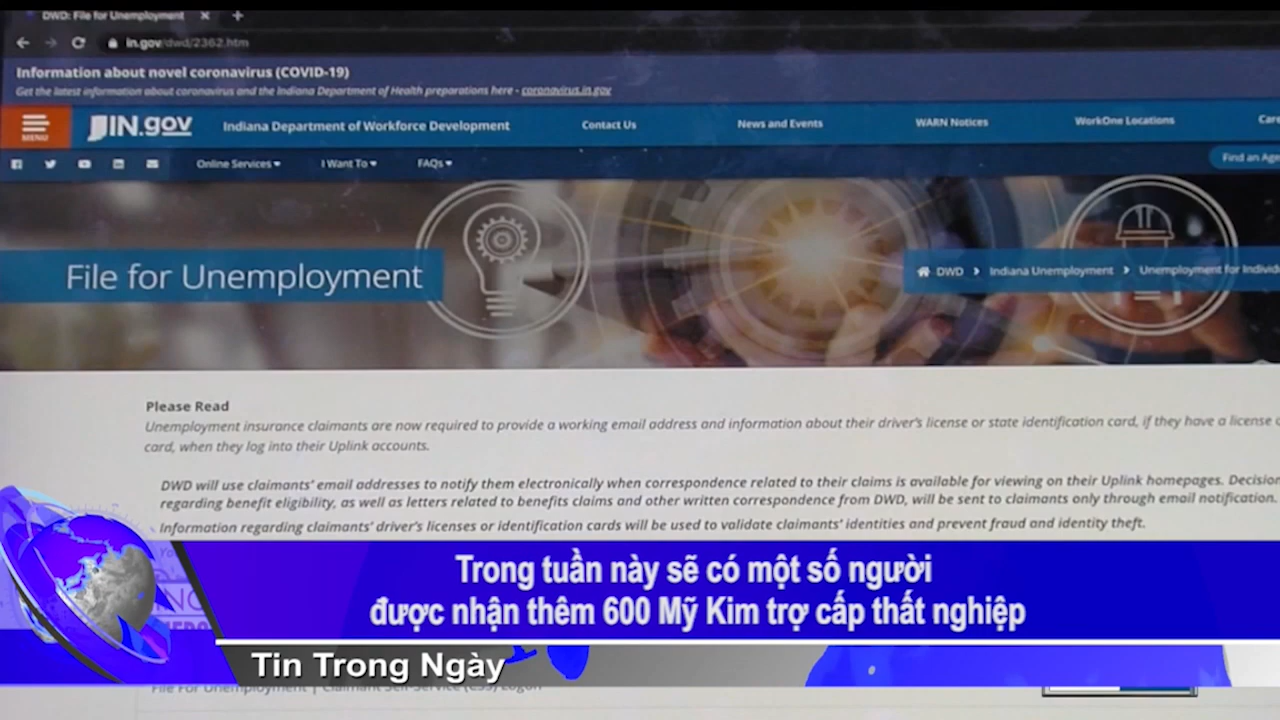 DWD: File for Unemployment
in.gov/dwd/2362.htm
Information about novel coronavirus (COVID-19)
Get the latest information about coronavirus and the Indiana Department of Health preparations here - coronavirus.in.gov
MENU
IN.gov
Indiana Department of Workforce Development
Contact Us
News and Events
WARN Notices
WorkOne Locations
Online Services
I Want To
FAQs
Find an
File for Unemployment
DWD > Indiana Unemployment > Unemployment for
Please Read
Unemployment insurance claimants are now required to provide a working email address and information about their driver's license or state identification card, if they have a license
card, when they log into their Uplink accounts.
DWD will use claimants' email addresses to notify them electronically when correspondence related to their claims is available for viewing on their Uplink homepages.
regarding benefit eligibility, as well as letters related to benefits claims and other written correspondence from DWD, will be sent to claimants only through email notification.
Information regarding claimants' driver's licenses or identification cards will be used to validate claimants' identities and prevent fraud and identity theft.
Trong tuần này sẽ có một số người
được nhận thêm 600 Mỹ Kim trợ cấp thất nghiệp
Tin Trong Ngày